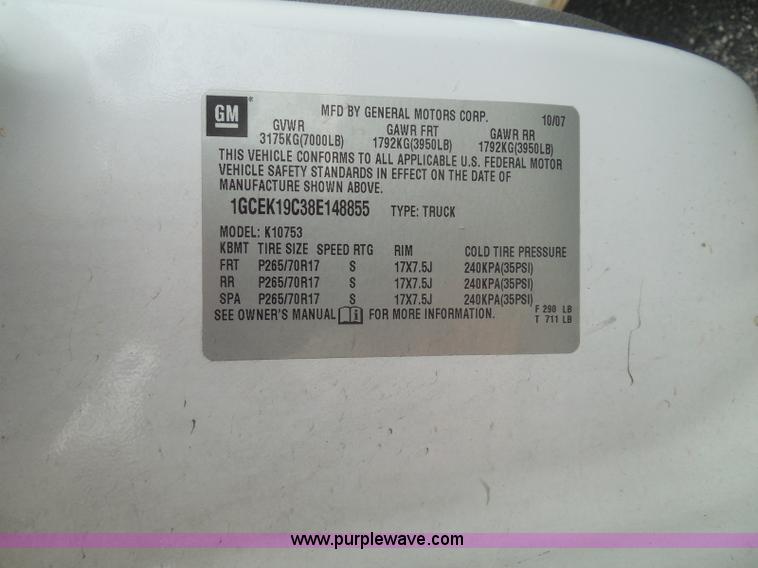 GM*
MFD BY GENERAL MOTORS CORP. 10/07
GVWR GAWR FRT GAWR RR
3175KG(7000LB) 1792KG(3950LB) 1792KG(3950LB)
THIS VEHICLE CONFORMS TO ALL APPLICABLE U.S. FEDERAL MOTOR
VEHICLE SAFETY STANDARDS IN EFFECT ON THE DATE OF
MANUFACTURE SHOWN ABOVE.
1GCEK19C38E148855 TYPE: TRUCK
MODEL: K10753
KBMT TIRE SIZE SPEED RTG RIM COLD TIRE PRESSURE
FRT P265/70R17 S 17X7.5J 240KPA(35PSI)
RR P265/70R17 S 17X7.5J 240KPA(35PSI)
SPA P265/70R17 S 17X7.5J 240KPA(35PSI)
SEE OWNER'S MANUAL i FOR MORE INFORMATION.
F 290 LB
T 711 LB
www.purplewave.com